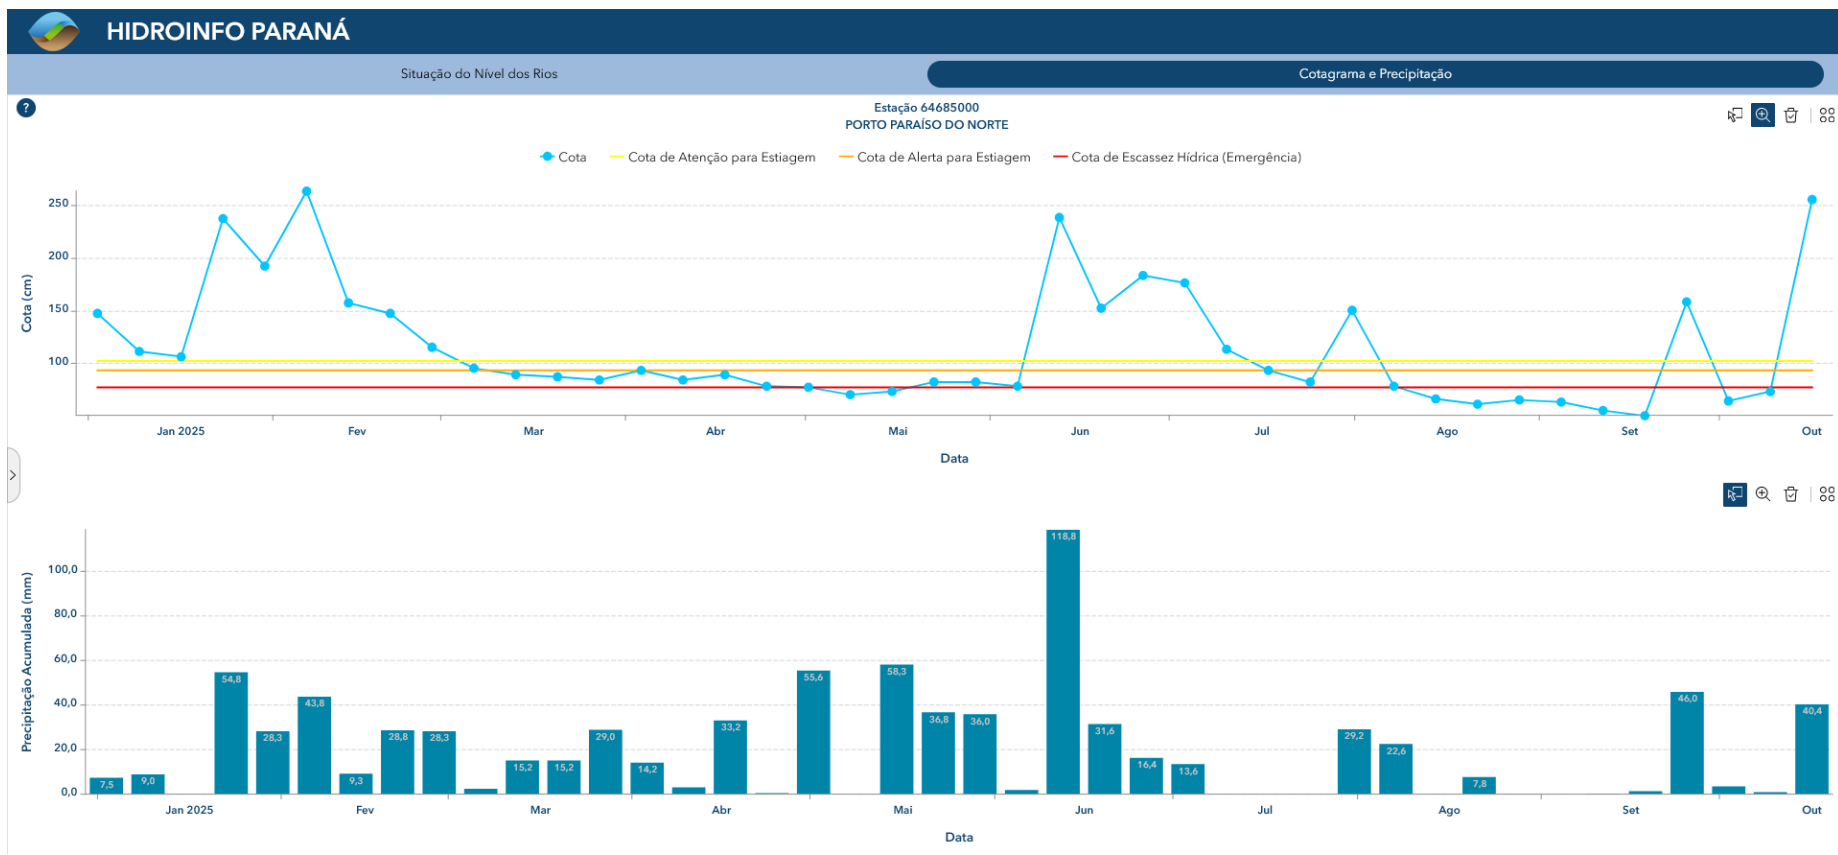 HIDROINFO PARANÁ
Situação do Nível dos Rios
Cotagrama e Precipitação
?
Estação 64685000
PORTO PARAÍSO DO NORTE
Cota
Cota de Atenção para Estiagem
Cota de Alerta para Estiagem
Cota de Escassez Hídrica (Emergência)
Cota (cm)
250
200
150
100
Jan 2025
Fev
Mar
Abr
Mai
Jun
Jul
Ago
Set
Out
Data
Precipitação Acumulada (mm)
100,0
80,0
60,0
40,0
20,0
0,0
7,5
9,0
54,8
28,3
43,8
9,3
28,8
28,3
15,2
15,2
29,0
14,2
33,2
55,6
58,3
36,8
36,0
118,8
31,6
16,4
13,6
29,2
22,6
7,8
46,0
40,4
Jan 2025
Fev
Mar
Abr
Mai
Jun
Jul
Ago
Set
Out
Data